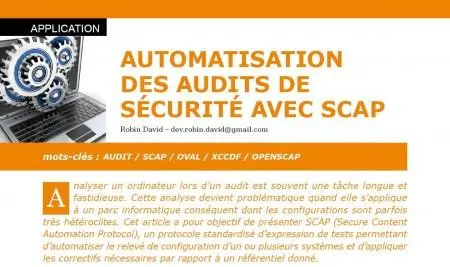 APPLICATION
AUTOMATISATION
DES AUDITS DE
SÉCURITÉ AVEC SCAP
Robin David – dev.robin.david@gmail.com
mots-clés : AUDIT / SCAP / OVAL / XCCDF / OPENSCAP
Analyser un ordinateur lors d'un audit est souvent une tâche longue et
fastidieuse. Cette analyse devient problématique quand elle s'applique
à un parc informatique conséquent dont les configurations sont parfois
très hétéroclites. Cet article a pour objectif de présenter SCAP (Secure Content
Automation Protocol), un protocole standardisé d'expression de tests permettant
d'automatiser le relevé de configuration d'un ou plusieurs systèmes et d'appliquer
les correctifs nécessaires par rapport à un référentiel donné.